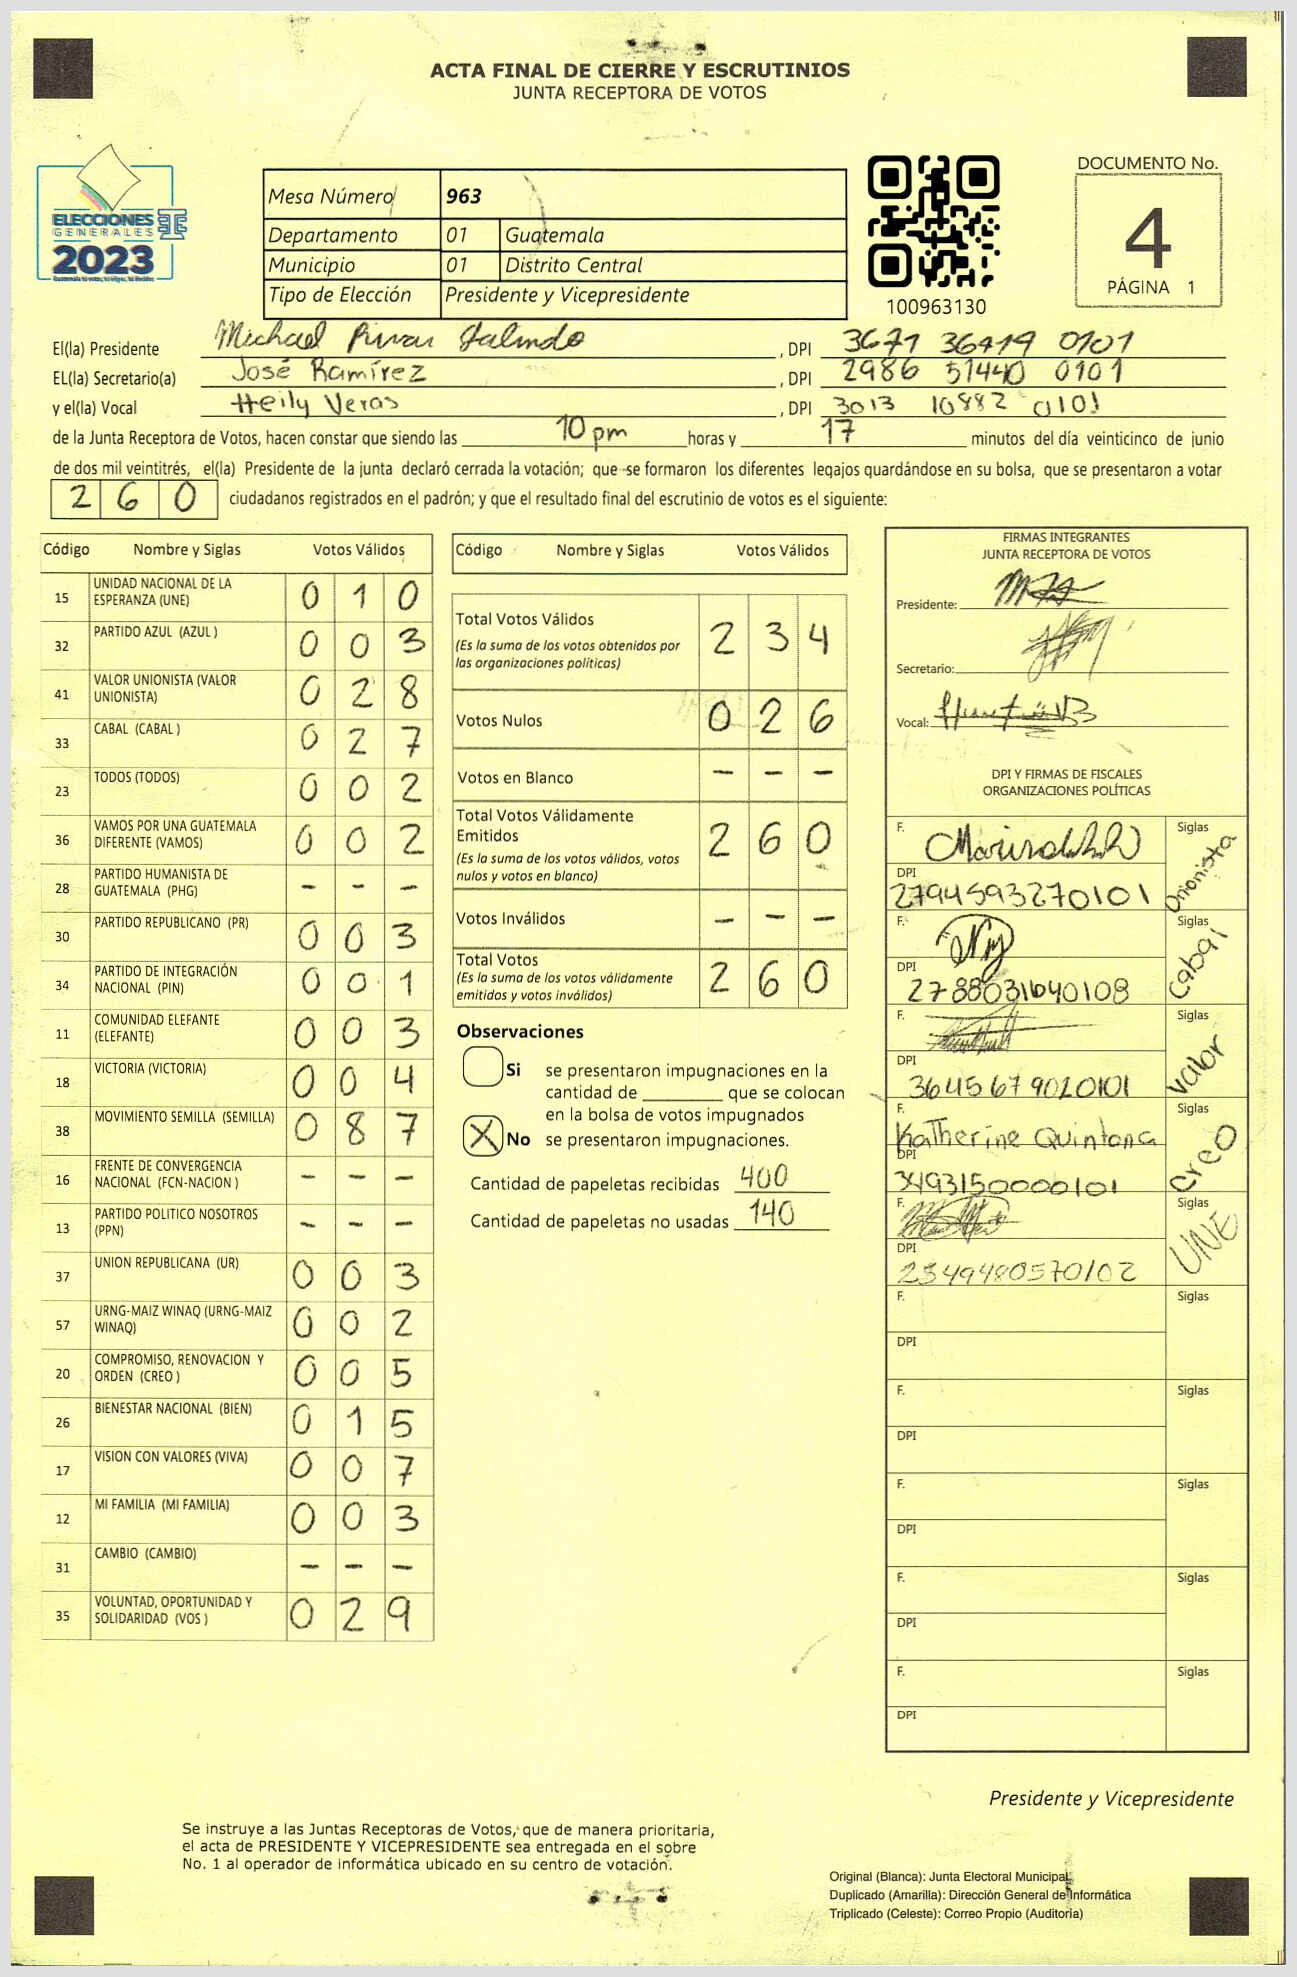 ACTA FINAL DE CIERRE Y ESCRUTINIOS
JUNTA RECEPTORA DE VOTOS
ELECCIONES
GENERALES
2023
Mesa Número 963
Departamento 01 Guatemala
Municipio 01 Distrito Central
Tipo de Elección Presidente y Vicepresidente
100963130
DOCUMENTO No.
4
PÁGINA 1
El(la) Presidente Michael , DPI 3671 36419 0101
EL(la) Secretario(a) José Ramírez , DPI 2986 51440 0101
y el(la) Vocal Heily Veras , DPI 3013 10882 0101
de la Junta Receptora de Votos, hacen constar que siendo las 10 pm horas y 17 minutos del día veinticinco de junio
de dos mil veintitrés, el(la) Presidente de la junta declaró cerrada la votación; que se formaron los diferentes legajos guardándose en su bolsa, que se presentaron a votar
260 ciudadanos registrados en el padrón; y que el resultado final del escrutinio de votos es el siguiente:
Código Nombre y Siglas Votos Válidos
15 UNIDAD NACIONAL DE LA ESPERANZA (UNE) 0 1 0
32 PARTIDO AZUL (AZUL ) 0 0 3
41 VALOR UNIONISTA (VALOR UNIONISTA) 0 2 8
33 CABAL (CABAL ) 0 2 7
23 TODOS (TODOS) 0 0 2
36 VAMOS POR UNA GUATEMALA DIFERENTE (VAMOS) 0 0 2
28 PARTIDO HUMANISTA DE GUATEMALA (PHG) - - -
30 PARTIDO REPUBLICANO (PR) 0 0 3
34 PARTIDO DE INTEGRACIÓN NACIONAL (PIN) 0 0 1
11 COMUNIDAD ELEFANTE (ELEFANTE) 0 0 3
18 VICTORIA (VICTORIA) 0 0 4
38 MOVIMIENTO SEMILLA (SEMILLA) 0 8 7
16 FRENTE DE CONVERGENCIA NACIONAL (FCN-NACION ) - - -
13 PARTIDO POLITICO NOSOTROS (PPN) - - -
37 UNION REPUBLICANA (UR) 0 0 3
57 URNG-MAIZ WINAQ (URNG-MAIZ WINAQ) 0 0 2
20 COMPROMISO, RENOVACION Y ORDEN (CREO ) 0 0 5
26 BIENESTAR NACIONAL (BIEN) 0 1 5
17 VISION CON VALORES (VIVA) 0 0 7
12 MI FAMILIA (MI FAMILIA) 0 0 3
31 CAMBIO (CAMBIO) - - -
35 VOLUNTAD, OPORTUNIDAD Y SOLIDARIDAD (VOS ) 0 2 9
Código Nombre y Siglas Votos Válidos
Total Votos Válidos 2 3 4
(Es la suma de los votos obtenidos por
las organizaciones políticas)
Votos Nulos 0 2 6
Votos en Blanco - - -
Total Votos Válidamente
Emitidos 2 6 0
(Es la suma de los votos válidos, votos
nulos y votos en blanco)
Votos Inválidos - - -
Total Votos 2 6 0
(Es la suma de los votos válidamente
emitidos y votos inválidos)
Observaciones
Si se presentaron impugnaciones en la
cantidad de ________ que se colocan
en la bolsa de votos impugnados
X No se presentaron impugnaciones.
Cantidad de papeletas recibidas 400
Cantidad de papeletas no usadas 140
FIRMAS INTEGRANTES
JUNTA RECEPTORA DE VOTOS
Presidente:
Secretario:
Vocal:
DPI Y FIRMAS DE FISCALES
ORGANIZACIONES POLÍTICAS
F. Siglas Unionista
DPI 2794593270101
F. Siglas Cabal
DPI 2788031640108
F. Siglas Valor
DPI 3645679020101
F. Katherine Quintana Siglas Creo
DPI 3493150000101
F. Siglas UNE
DPI 2549480570102
F. Siglas
DPI
F. Siglas
DPI
F. Siglas
DPI
F. Siglas
DPI
F. Siglas
DPI
Presidente y Vicepresidente
Se instruye a las Juntas Receptoras de Votos, que de manera prioritaria,
el acta de PRESIDENTE Y VICEPRESIDENTE sea entregada en el sobre
No. 1 al operador de informática ubicado en su centro de votación.
Original (Blanca): Junta Electoral Municipal
Duplicado (Amarilla): Dirección General de Informática
Triplicado (Celeste): Correo Propio (Auditoría)